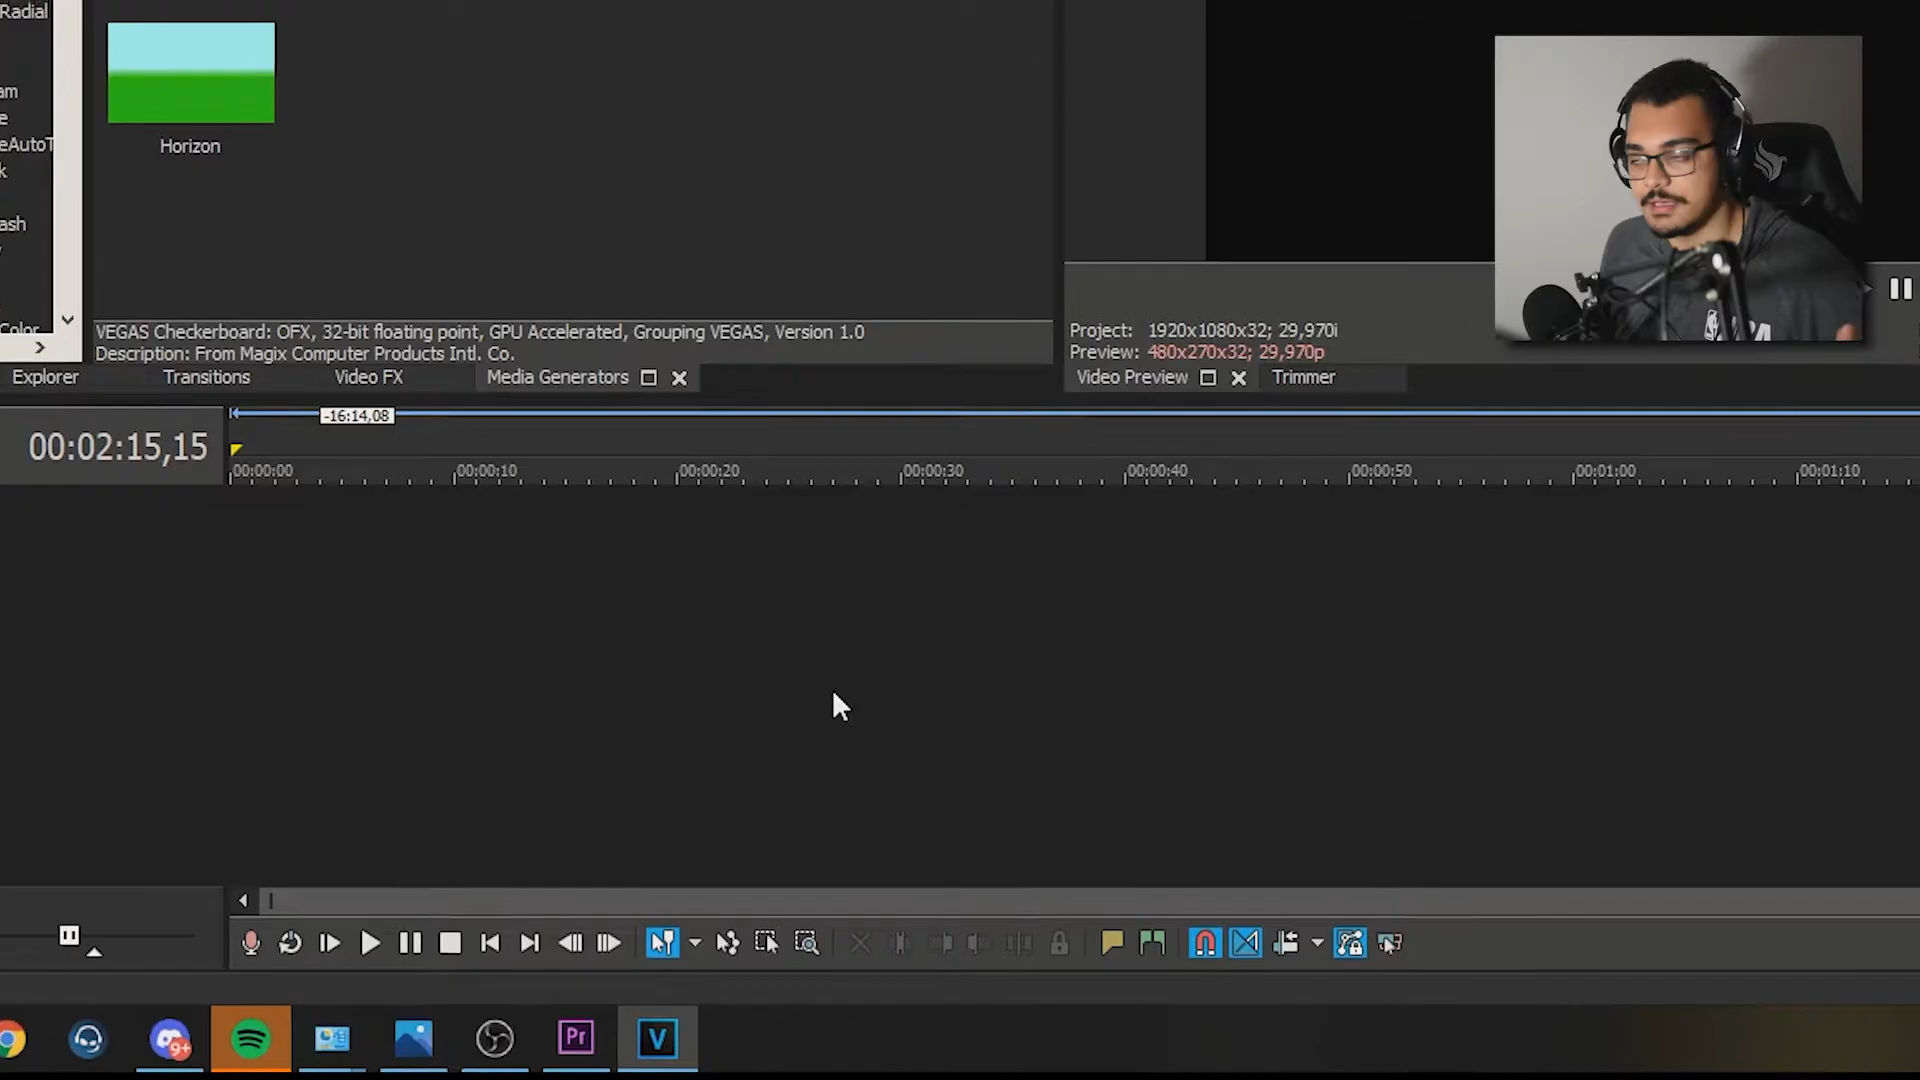 Radial
am
e
eAutoT
k
ash
Color
Horizon
VEGAS Checkerboard: OFX, 32-bit floating point, GPU Accelerated, Grouping VEGAS, Version 1.0
Description: From Magix Computer Products Intl. Co.
Project: 1920x1080x32; 29,970i
Preview: 480x270x32; 29,970p
Explorer Transitions Video FX Media Generators Video Preview Trimmer
-16:14,08
00:02:15,15
00:00:00 00:00:10 00:00:20 00:00:30 00:00:40 00:00:50 00:01:00 00:01:10
9+ Pr V